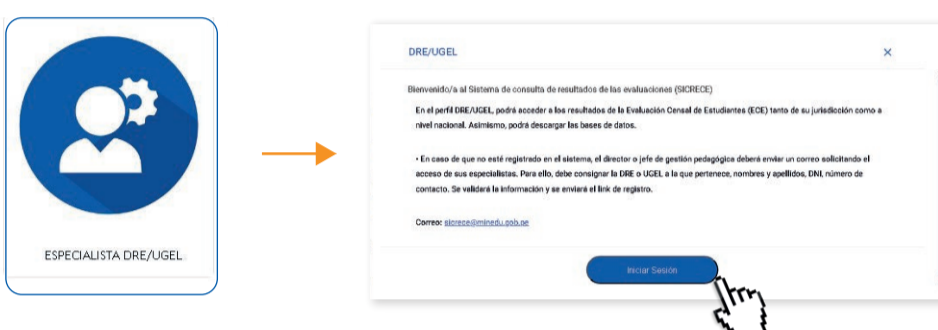 ESPECIALISTA DRE/UGEL
DRE/UGEL
Bienvenido/a al Sistema de consulta de resultados de las evaluaciones (SICRECE)
En el perfil DRE/UGEL, podrá acceder a los resultados de la Evaluación Censal de Estudiantes (ECE) tanto de su jurisdicción como a
nivel nacional. Asimismo, podrá descargar las bases de datos.
• En caso de que no esté registrado en el sistema, el director o jefe de gestión pedagógica deberá enviar un correo solicitando el
acceso de sus especialistas. Para ello, debe consignar la DRE o UGEL a la que pertenece, nombres y apellidos, DNI, número de
contacto. Se validará la información y se enviará el link de registro.
Correo: sicrece@minedu.gob.pe
Iniciar Sesión